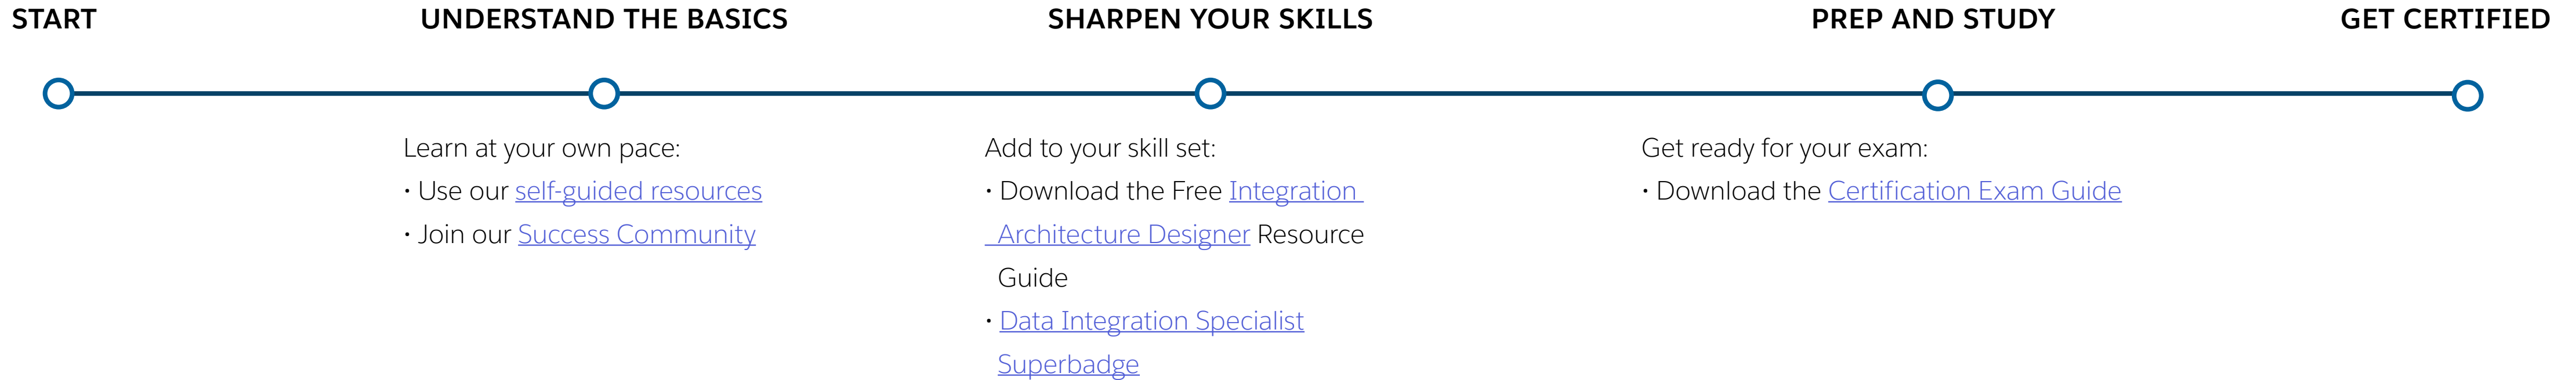 START
UNDERSTAND THE BASICS
SHARPEN YOUR SKILLS
PREP AND STUDY
GET CERTIFIED
Learn at your own pace:
· Use our self-guided resources
· Join our Success Community
Add to your skill set:
· Download the Free Integration
Architecture Designer Resource
Guide
· Data Integration Specialist
Superbadge
Get ready for your exam:
· Download the Certification Exam Guide